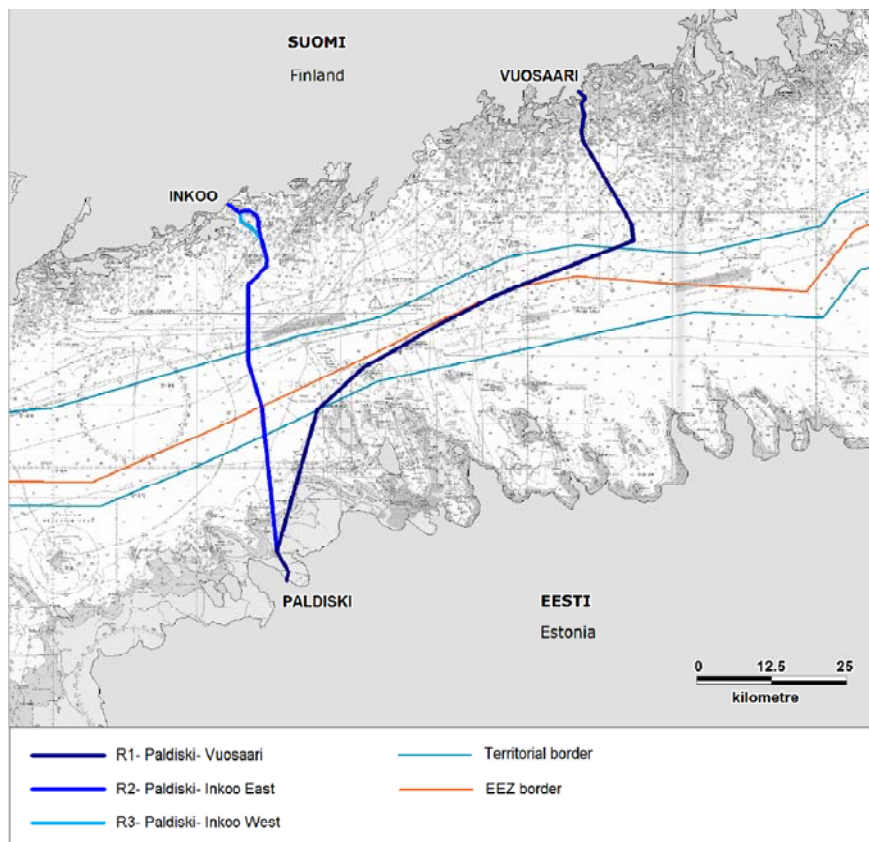 SUOMI
Finland
VUOSAARI
INKOO
PALDISKI
EESTI
Estonia
0 12.5 25
kilometre
R1- Paldiski- Vuosaari
Territorial border
R2- Paldiski- Inkoo East
EEZ border
R3- Paldiski- Inkoo West